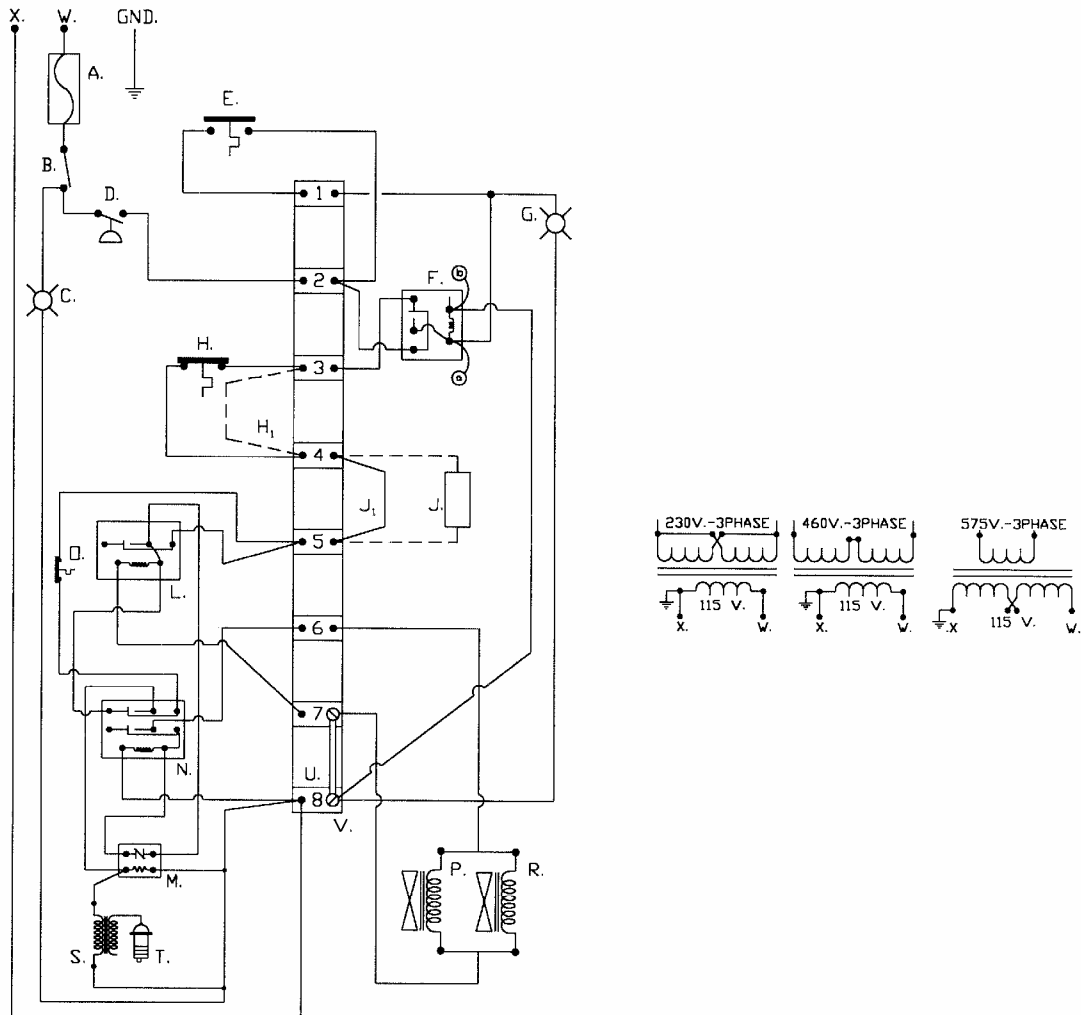 X.
W.
GND.
A.
E.
B.
D.
1
G.
2
F.
b
C.
H.
3
a
H1
4
J1
J.
5
O.
L.
230V.-3PHASE
460V.-3PHASE
575V.-3PHASE
115 V.
115 V.
115 V.
X.
W.
X.
W.
.X
W.
6
7
N.
U.
8
V.
N
M.
P.
R.
S.
T.